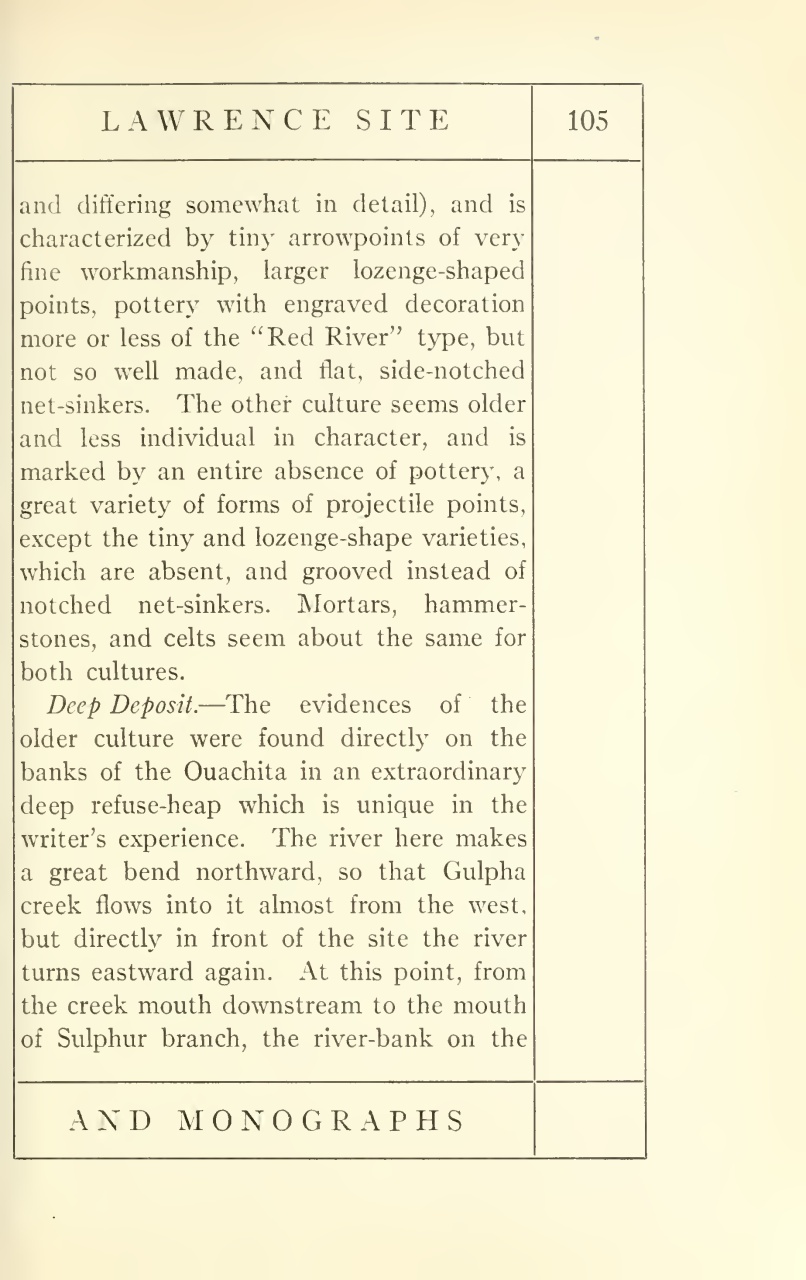 LAWRENCE SITE 105
and differing somewhat in detail), and is
characterized by tiny arrowpoints of very
fine workmanship, larger lozenge-shaped
points, pottery with engraved decoration
more or less of the “Red River” type, but
not so well made, and flat, side-notched
net-sinkers. The other culture seems older
and less individual in character, and is
marked by an entire absence of pottery, a
great variety of forms of projectile points,
except the tiny and lozenge-shape varieties,
which are absent, and grooved instead of
notched net-sinkers. Mortars, hammer-
stones, and celts seem about the same for
both cultures.
Deep Deposit.—The evidences of the
older culture were found directly on the
banks of the Ouachita in an extraordinary
deep refuse-heap which is unique in the
writer’s experience. The river here makes
a great bend northward, so that Gulpha
creek flows into it almost from the west,
but directly in front of the site the river
turns eastward again. At this point, from
the creek mouth downstream to the mouth
of Sulphur branch, the river-bank on the
AND MONOGRAPHS